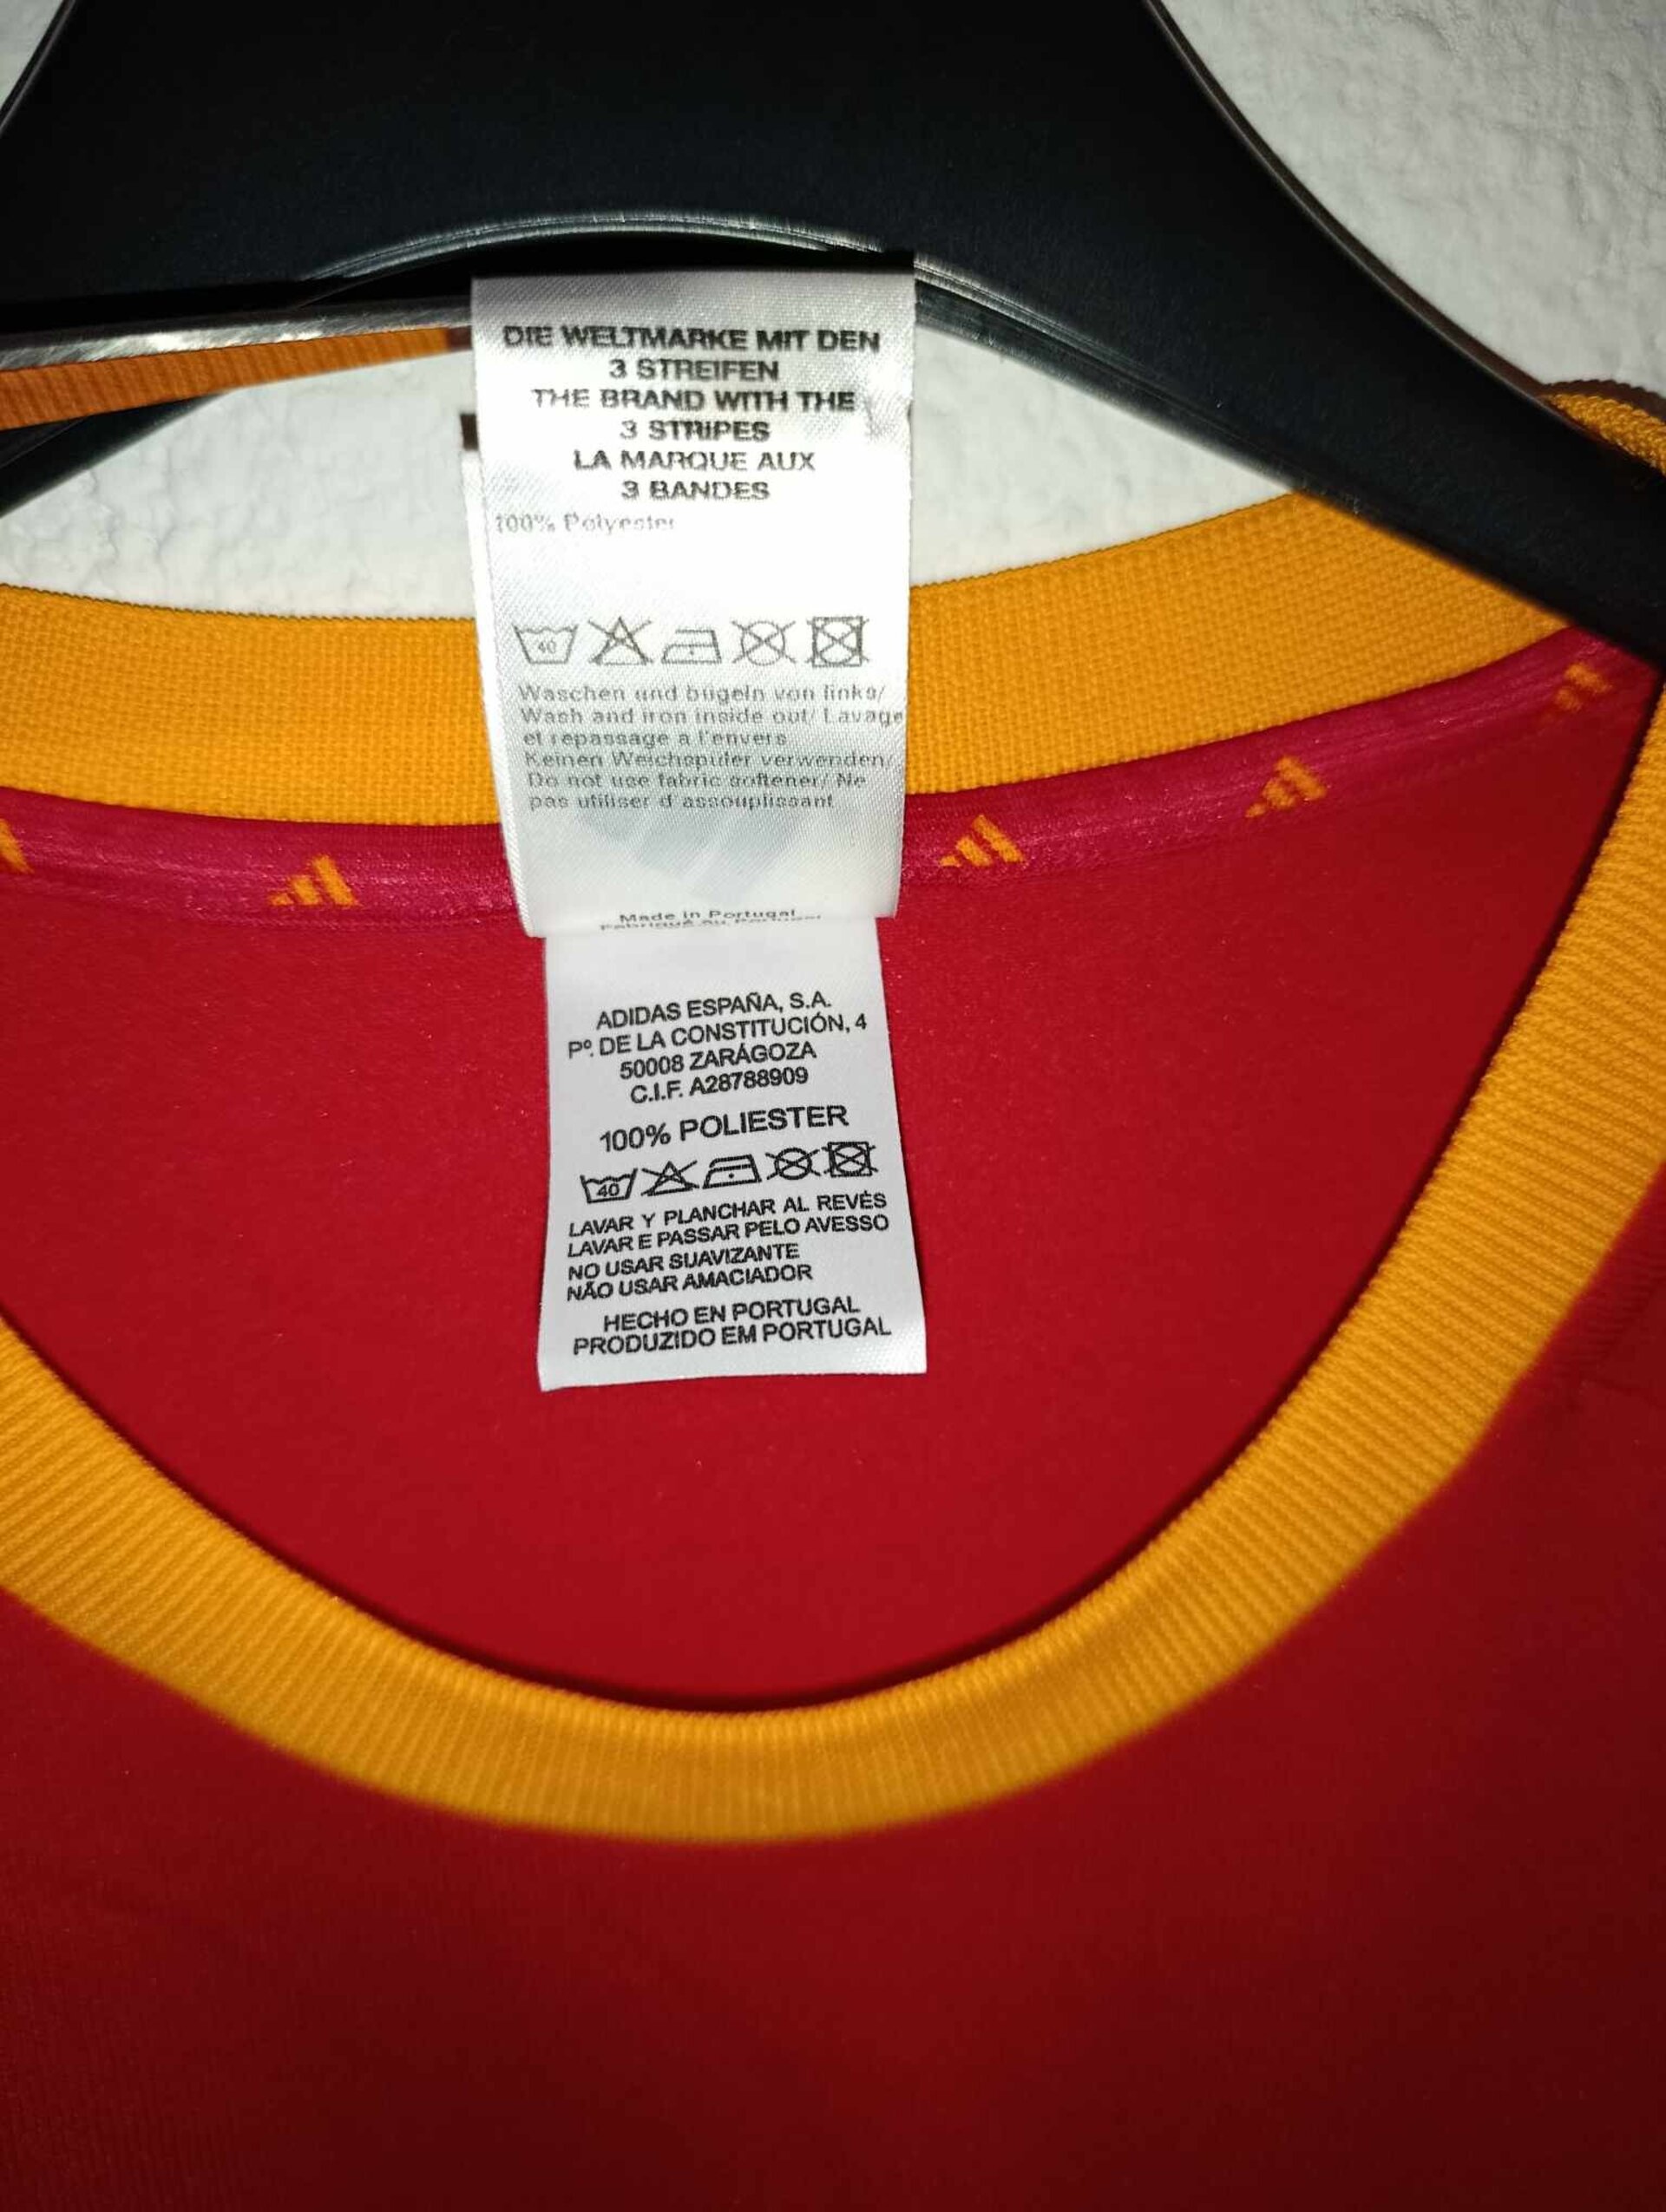 DIE WELTMARKE MIT DEN
3 STREIFEN
THE BRAND WITH THE
3 STRIPES
LA MARQUE AUX
3 BANDES
100% Polyester
40
Waschen und bügeln von links/
Wash and iron inside out/ Lavage
et repassage a l'envers
Keinen Weichspuler verwenden/
Do not use fabric softener/ Ne
pas utiliser d'assouplissant
Made in Portugal
Fabriqué au Portugal
ADIDAS ESPAÑA, S.A.
Pº. DE LA CONSTITUCIÓN, 4
50008 ZARÁGOZA
C.I.F. A28788909
100% POLIESTER
40
LAVAR Y PLANCHAR AL REVÉS
LAVAR E PASSAR PELO AVESSO
NO USAR SUAVIZANTE
NÃO USAR AMACIADOR
HECHO EN PORTUGAL
PRODUZIDO EM PORTUGAL